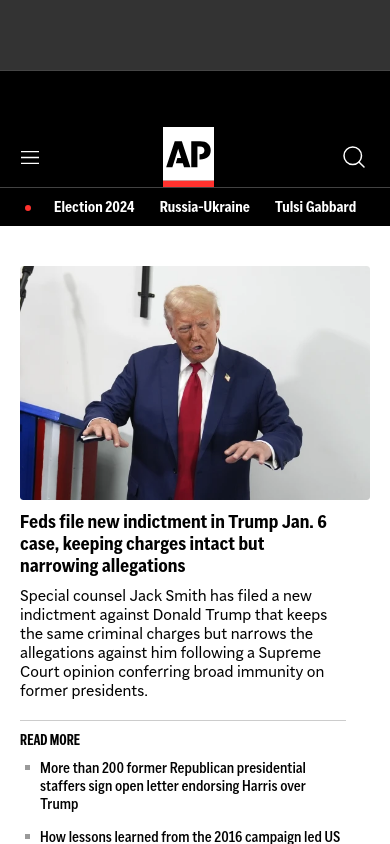 AP
Election 2024 Russia-Ukraine Tulsi Gabbard
Feds file new indictment in Trump Jan. 6
case, keeping charges intact but
narrowing allegations
Special counsel Jack Smith has filed a new
indictment against Donald Trump that keeps
the same criminal charges but narrows the
allegations against him following a Supreme
Court opinion conferring broad immunity on
former presidents.
READ MORE
More than 200 former Republican presidential
staffers sign open letter endorsing Harris over
Trump
How lessons learned from the 2016 campaign led US